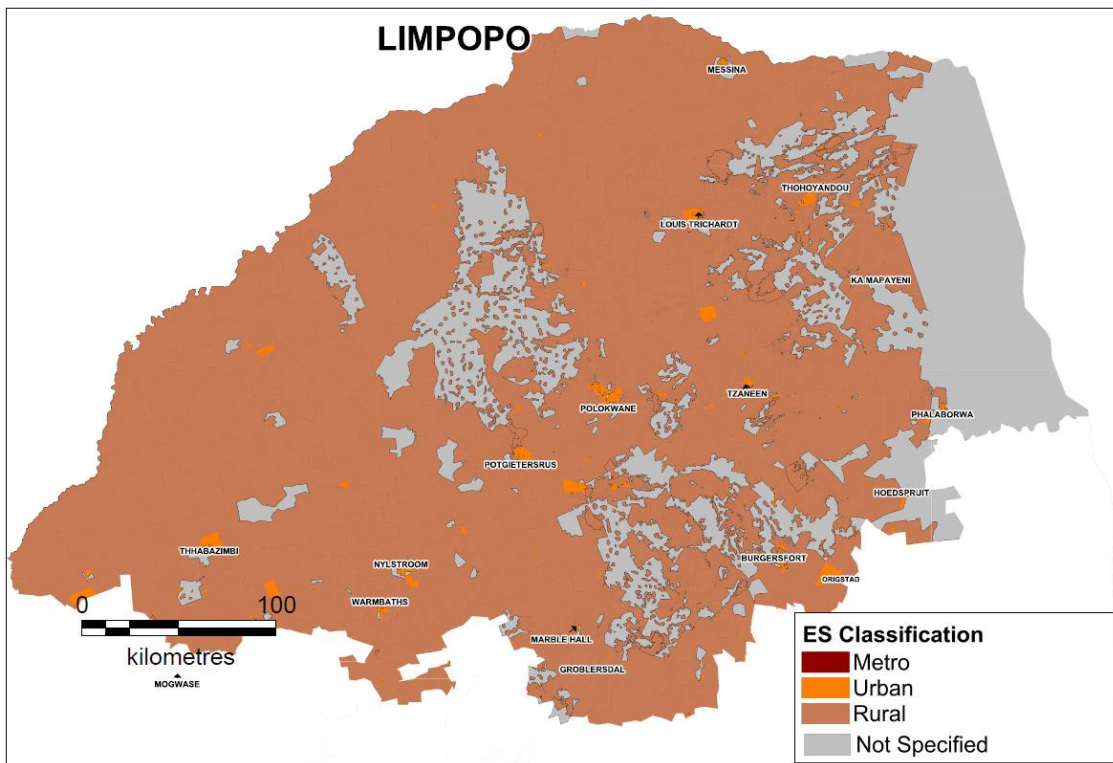 LIMPOPO
MESSINA
THOHOYANDOU
LOUIS TRICHARDT
KA MAPAYENI
TZANEEN
POLOKWANE
PHALABORWA
POTGIETERSRUS
HOEDSPRUIT
THHABAZIMBI
BURGERSFORT
NYLSTROOM
ORIGSTAD
WARMBATHS
0 100
kilometres
MARBLE HALL
GROBLERSDAL
MOGWASE
ES Classification
Metro
Urban
Rural
Not Specified